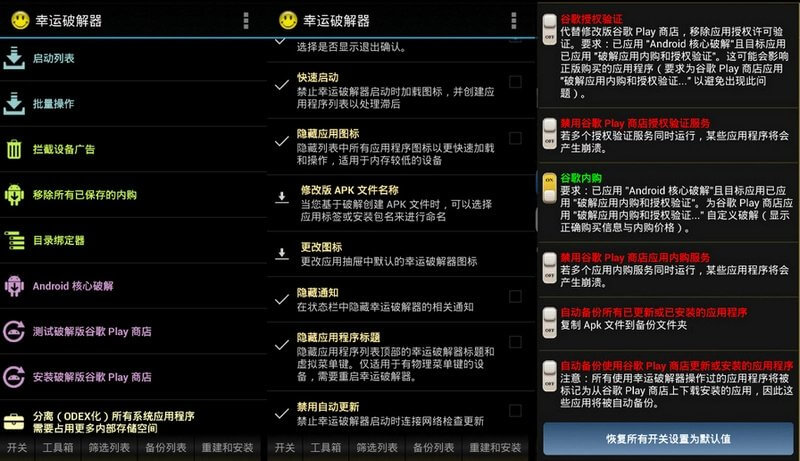 幸运破解器
启动列表
批量操作
拦截设备广告
移除所有已保存的内购
目录绑定器
Android 核心破解
测试破解版谷歌 Play 商店
安装破解版谷歌 Play 商店
分离（ODEX化）所有系统应用程序
需要占用更多内部存储空间
开关 工具箱 筛选列表 备份列表 重建和安装
幸运破解器
选择是否显示退出确认。
快速启动
禁止幸运破解器启动时加载图标，并创建应
用程序列表以处理滞后
隐藏应用图标
隐藏列表中所有应用程序图标以更快速加载
和操作，适用于内存较低的设备
修改版 APK 文件名称
当您基于破解创建 APK 文件时，可以选择
应用标签或安装包名来进行命名
更改图标
更改应用抽屉中默认的幸运破解器图标
隐藏通知
在状态栏中隐藏幸运破解器的相关通知
隐藏应用程序标题
隐藏应用程序列表顶部的幸运破解器标题和
虚拟菜单键。仅适用于有物理菜单键的设
备，需要重启幸运破解器。
禁用自动更新
禁止幸运破解器启动时连接网络检查更新
开关 工具箱 筛选列表 备份列表 重建和安装
谷歌授权验证
代替修改版谷歌 Play 商店，移除应用授权许可验
证。要求：已应用 "Android 核心破解"且目标应用
已应用 "破解应用内购和授权验证"。这可能会影响
正版购买的应用程序（要求为谷歌 Play 商店应用
"破解应用内购和授权验证..." 以避免出现此问
题）。
OFF
禁用谷歌 Play 商店授权验证服务
若多个授权验证服务同时运行，某些应用程序将会
产生崩溃。
OFF
谷歌内购
要求：已应用 "Android 核心破解"且目标应用已应
用 "破解应用内购和授权验证"。为谷歌 Play 商店应
用 "破解应用内购和授权验证..." 自定义破解（显示
正确购买信息与内购价格）。
ON
禁用谷歌 Play 商店应用内购服务
若多个应用内购服务同时运行，某些应用程序将会
产生崩溃。
OFF
自动备份所有已更新或已安装的应用程序
复制 Apk 文件到备份文件夹
OFF
自动备份使用谷歌 Play 商店更新或安装的应用程序
注意：所有使用幸运破解器操作过的应用程序将被
标记为从谷歌 Play 商店上下载安装的应用，因此这
些应用将被自动备份。
OFF
恢复所有开关设置为默认值